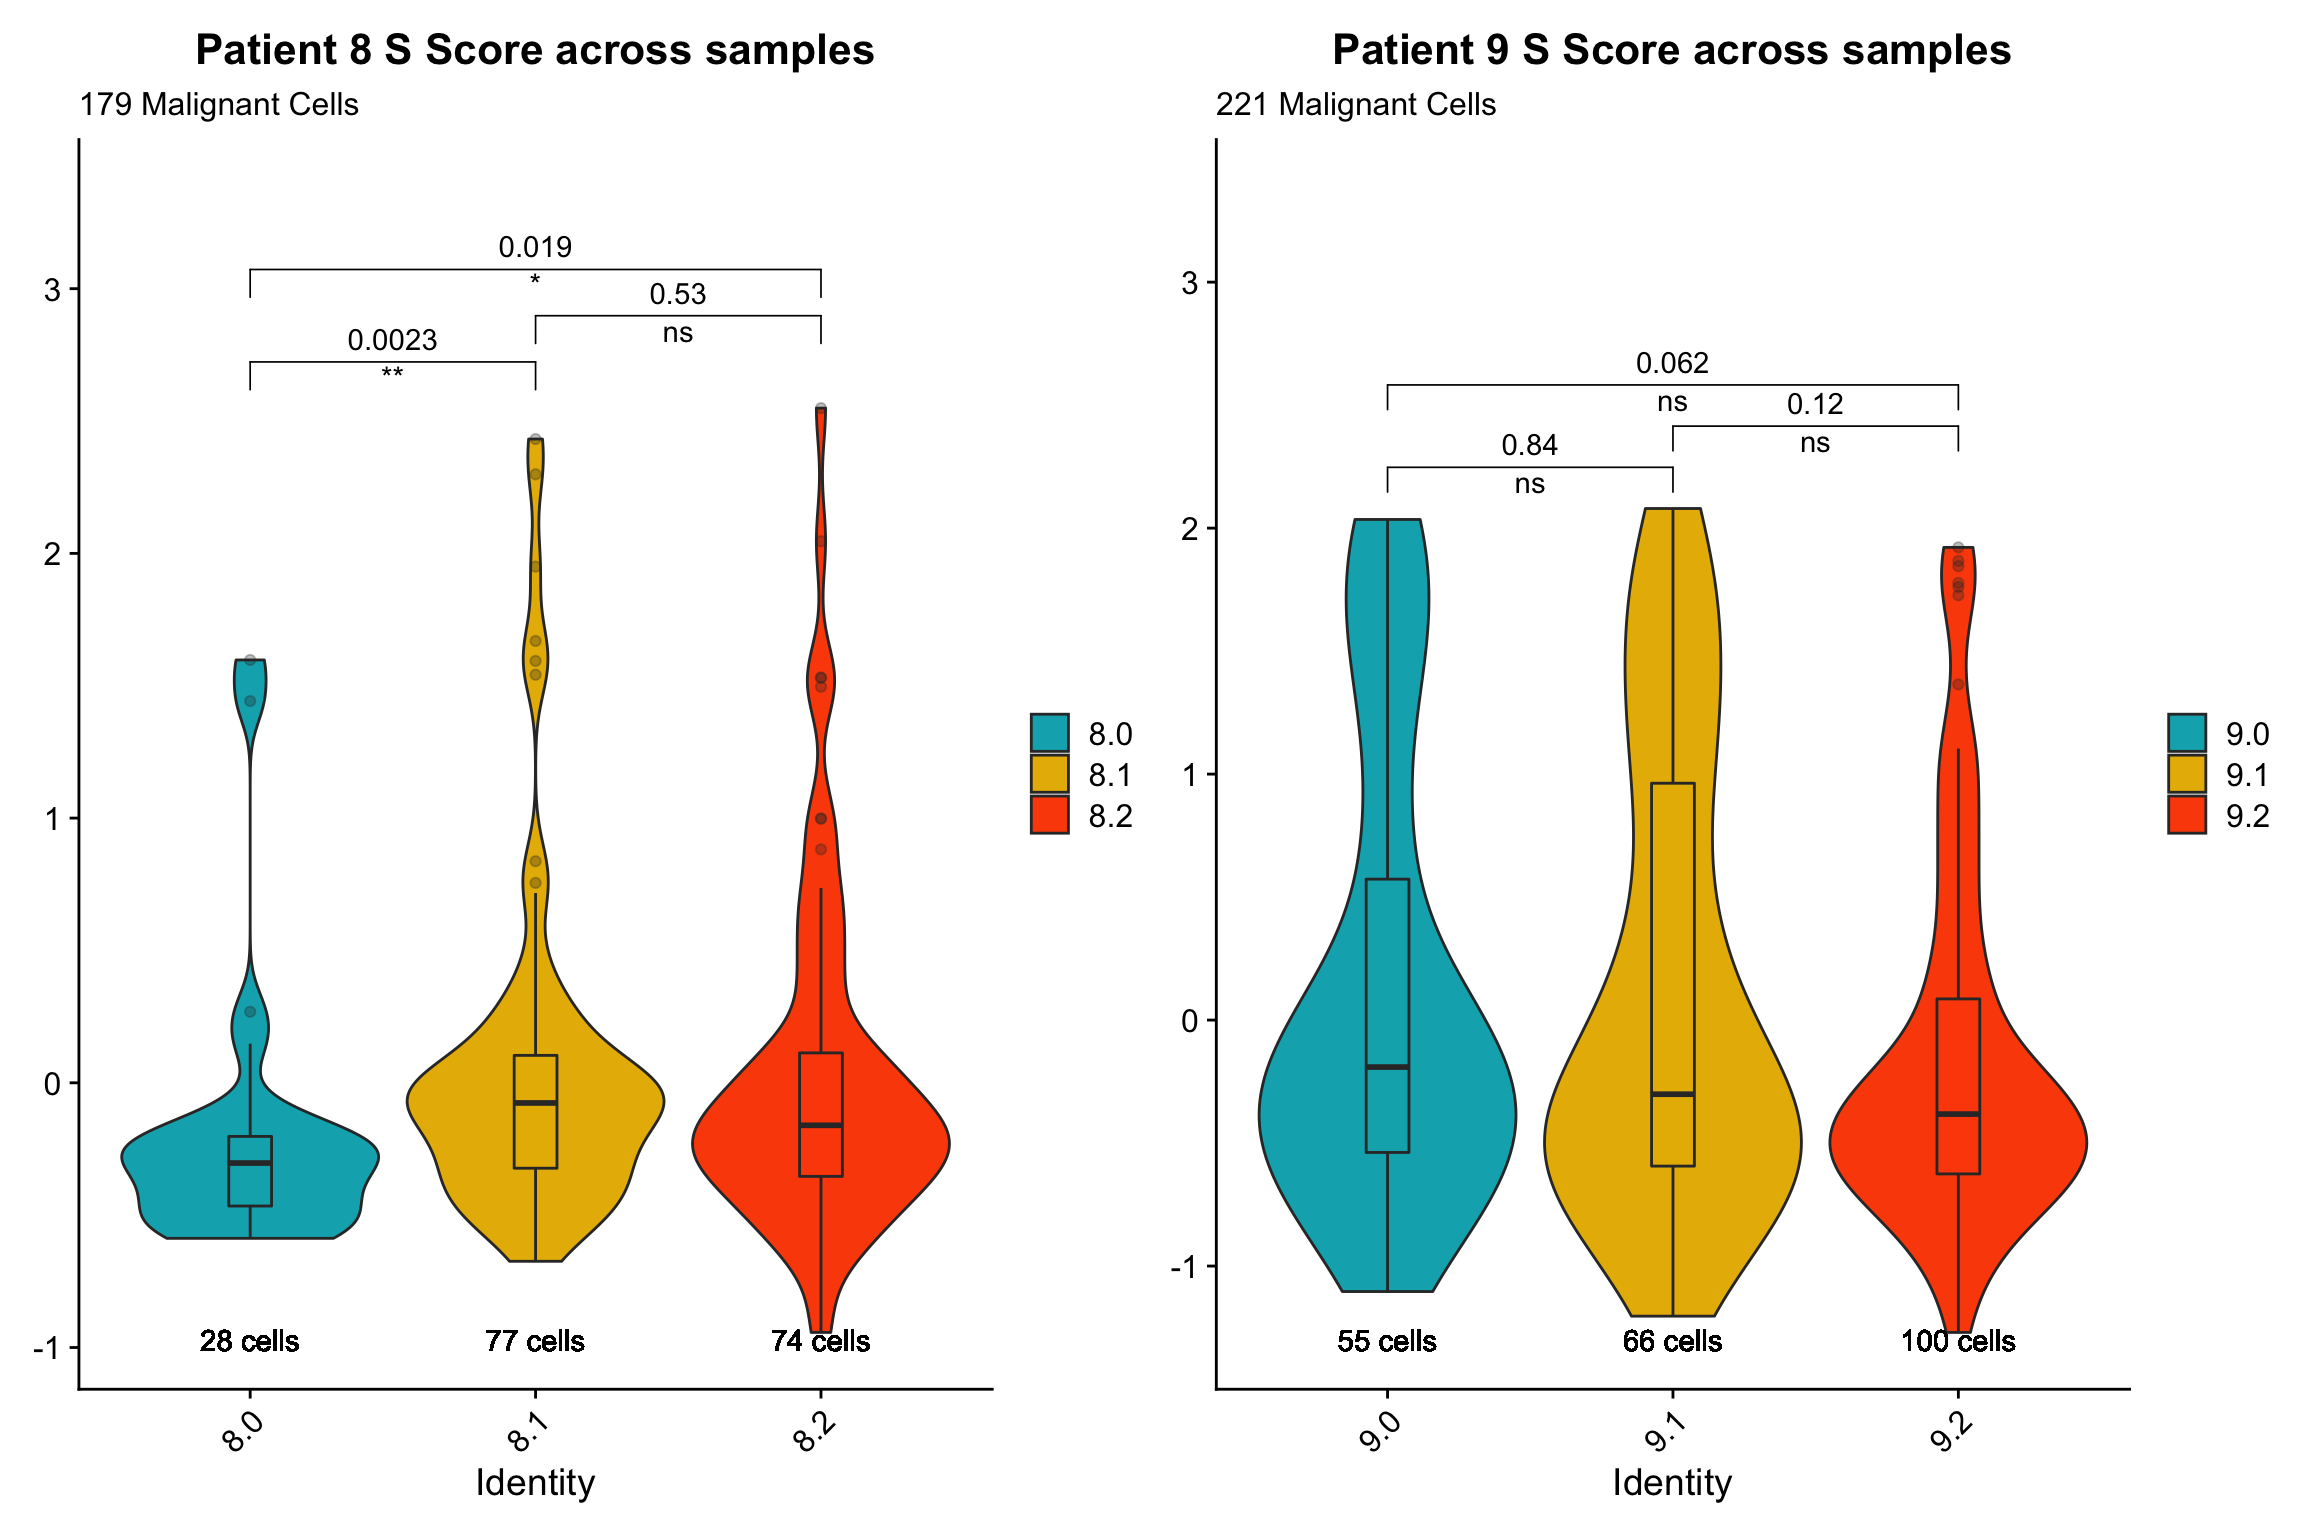 Patient 8 S Score across samples
179 Malignant Cells
0.019
*
0.53
ns
0.0023
**
3
2
1
0
-1
28 cells
77 cells
74 cells
8.0
8.1
8.2
Identity
8.0
8.1
8.2
Patient 9 S Score across samples
221 Malignant Cells
0.062
ns
0.12
ns
0.84
ns
3
2
1
0
-1
55 cells
66 cells
100 cells
9.0
9.1
9.2
Identity
9.0
9.1
9.2